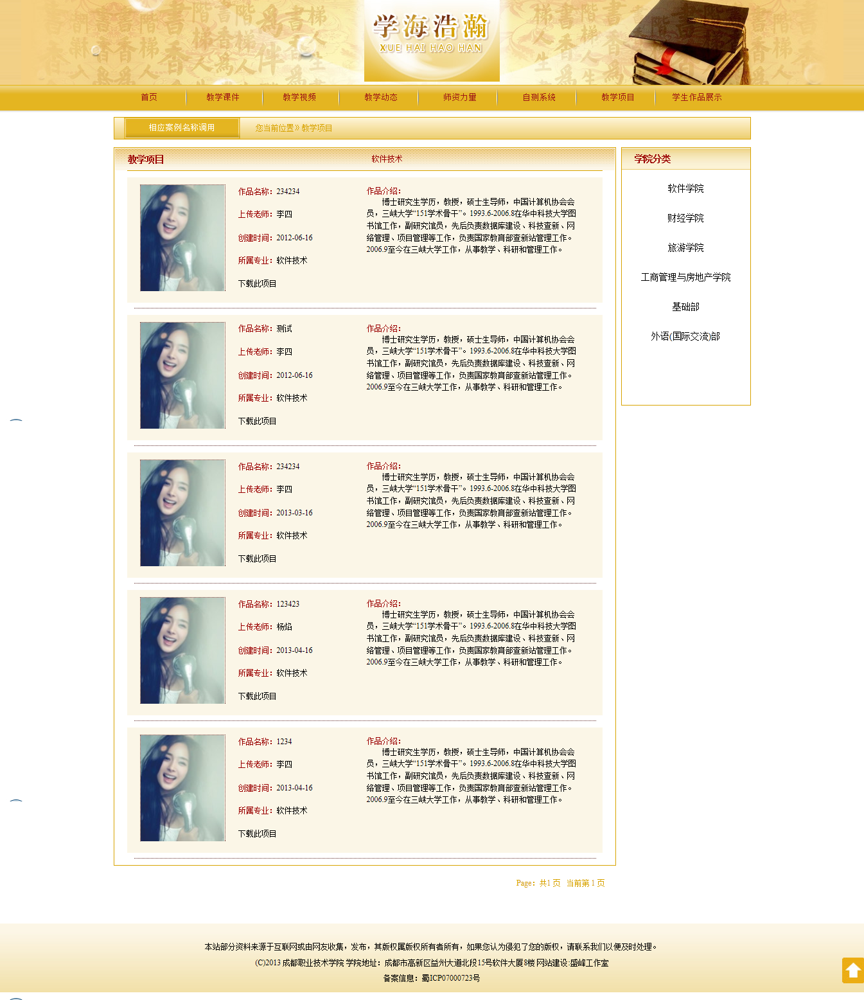 学海浩瀚
XUE HAI HAO HAN
首页 教学课件 教学视频 教学动态 师资力量 自测系统 教学项目 学生作品展示
相应案例名称调用 您当前位置》教学项目
教学项目 软件技术
作品名称：234234
上传老师：李四
创建时间：2012-06-16
所属专业：软件技术
下载此项目
作品介绍：
博士研究生学历，教授，硕士生导师，中国计算机协会会
员，三峡大学“151学术骨干”。1993.6-2006.8在华中科技大学图
书馆工作，副研究馆员，先后负责数据库建设、科技查新、网
络管理、项目管理等工作，负责国家教育部查新站管理工作。
2006.9至今在三峡大学工作，从事教学、科研和管理工作。
作品名称：测试
上传老师：李四
创建时间：2012-06-16
所属专业：软件技术
下载此项目
作品介绍：
博士研究生学历，教授，硕士生导师，中国计算机协会会
员，三峡大学“151学术骨干”。1993.6-2006.8在华中科技大学图
书馆工作，副研究馆员，先后负责数据库建设、科技查新、网
络管理、项目管理等工作，负责国家教育部查新站管理工作。
2006.9至今在三峡大学工作，从事教学、科研和管理工作。
作品名称：234234
上传老师：李四
创建时间：2013-03-16
所属专业：软件技术
下载此项目
作品介绍：
博士研究生学历，教授，硕士生导师，中国计算机协会会
员，三峡大学“151学术骨干”。1993.6-2006.8在华中科技大学图
书馆工作，副研究馆员，先后负责数据库建设、科技查新、网
络管理、项目管理等工作，负责国家教育部查新站管理工作。
2006.9至今在三峡大学工作，从事教学、科研和管理工作。
作品名称：123423
上传老师：杨焰
创建时间：2013-04-16
所属专业：软件技术
下载此项目
作品介绍：
博士研究生学历，教授，硕士生导师，中国计算机协会会
员，三峡大学“151学术骨干”。1993.6-2006.8在华中科技大学图
书馆工作，副研究馆员，先后负责数据库建设、科技查新、网
络管理、项目管理等工作，负责国家教育部查新站管理工作。
2006.9至今在三峡大学工作，从事教学、科研和管理工作。
作品名称：1234
上传老师：李四
创建时间：2013-04-16
所属专业：软件技术
下载此项目
作品介绍：
博士研究生学历，教授，硕士生导师，中国计算机协会会
员，三峡大学“151学术骨干”。1993.6-2006.8在华中科技大学图
书馆工作，副研究馆员，先后负责数据库建设、科技查新、网
络管理、项目管理等工作，负责国家教育部查新站管理工作。
2006.9至今在三峡大学工作，从事教学、科研和管理工作。
学院分类
软件学院
财经学院
旅游学院
工商管理与房地产学院
基础部
外语(国际交流)部
Page：共1 页 当前第 1 页
本站部分资料来源于互联网或由网友收集，发布，其版权属版权所有者所有，如果您认为侵犯了您的版权，请联系我们以便及时处理。
(C)2013 成都职业技术学院 学院地址：成都市高新区益州大道北段15号软件大厦8楼 网站建设:盛峰工作室
备案信息：蜀ICP07000723号